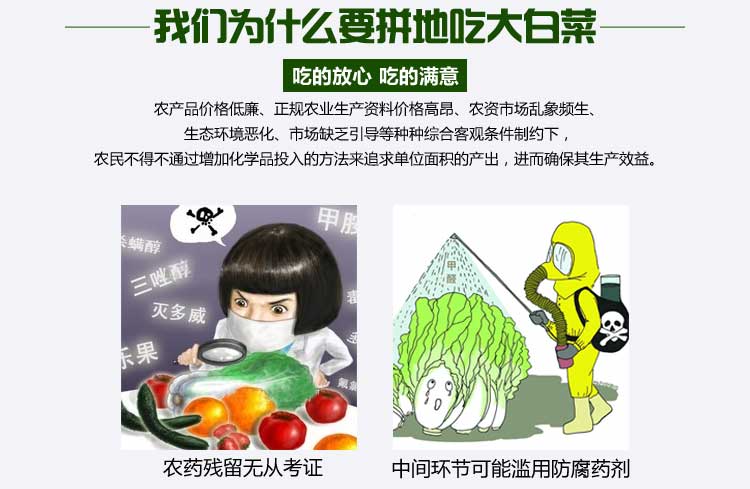 我们为什么要拼地吃大白菜
吃的放心 吃的满意
农产品价格低廉、正规农业生产资料价格高昂、农资市场乱象频生、
生态环境恶化、市场缺乏引导等种种综合客观条件制约下，
农民不得不通过增加化学品投入的方法来追求单位面积的产出，进而确保其生产效益。
甲胺
杀螨醇
三唑醇
灭多威
乐果
氟氯
甲醛
农药残留无从考证
中间环节可能滥用防腐药剂